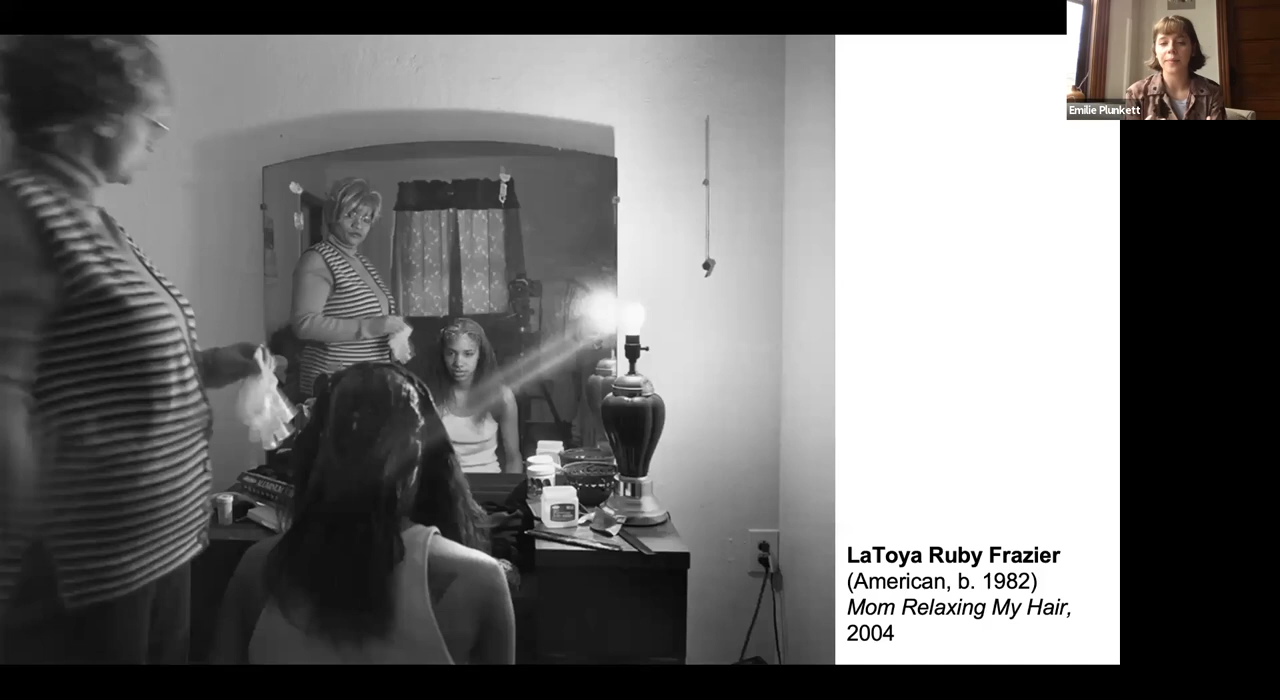 Emilie Plunkett
LaToya Ruby Frazier
(American, b. 1982)
Mom Relaxing My Hair,
2004